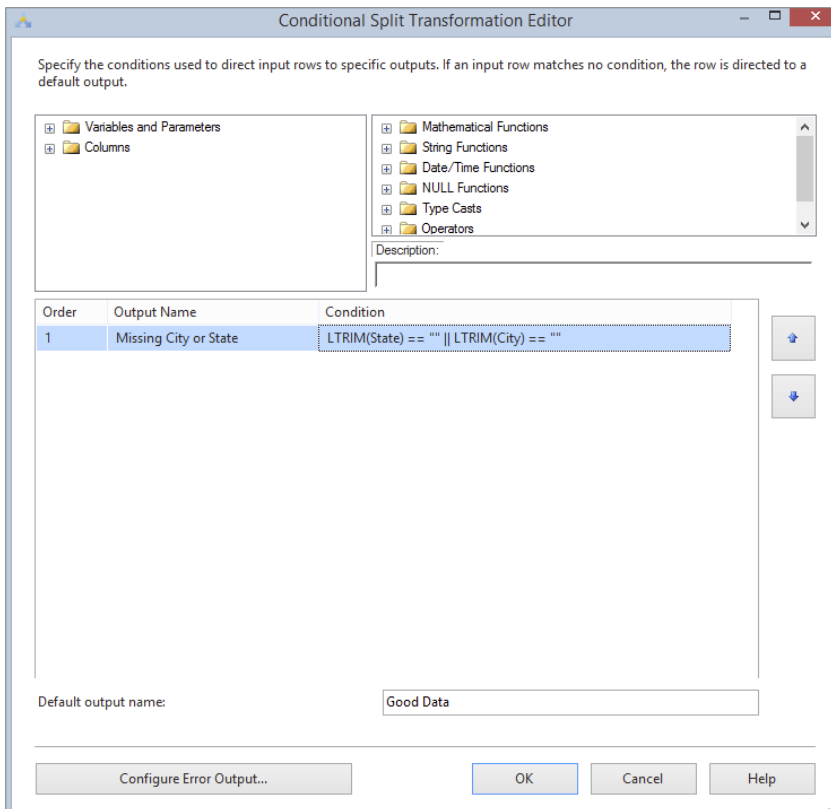 Conditional Split Transformation Editor
Specify the conditions used to direct input rows to specific outputs. If an input row matches no condition, the row is directed to a
default output.
Variables and Parameters
Columns
Mathematical Functions
String Functions
Date/Time Functions
NULL Functions
Type Casts
Operators
Description:
Order Output Name Condition
1 Missing City or State LTRIM(State) == "" || LTRIM(City) == ""
Default output name: Good Data
Configure Error Output... OK Cancel Help